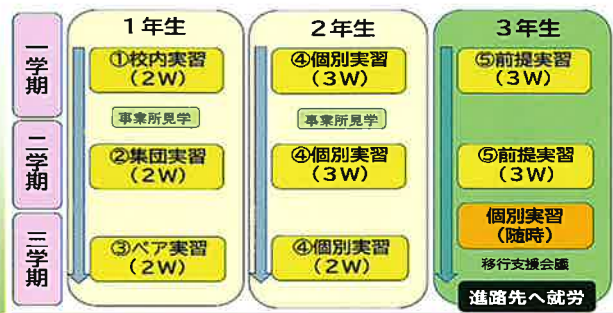 1年生
2年生
3年生
一学期
①校内実習
(2W)
④個別実習
(3W)
⑤前提実習
(3W)
事業所見学
事業所見学
二学期
②集団実習
(2W)
④個別実習
(3W)
⑤前提実習
(3W)
三学期
③ペア実習
(2W)
④個別実習
(2W)
個別実習
(随時)
移行支援会議
進路先へ就労